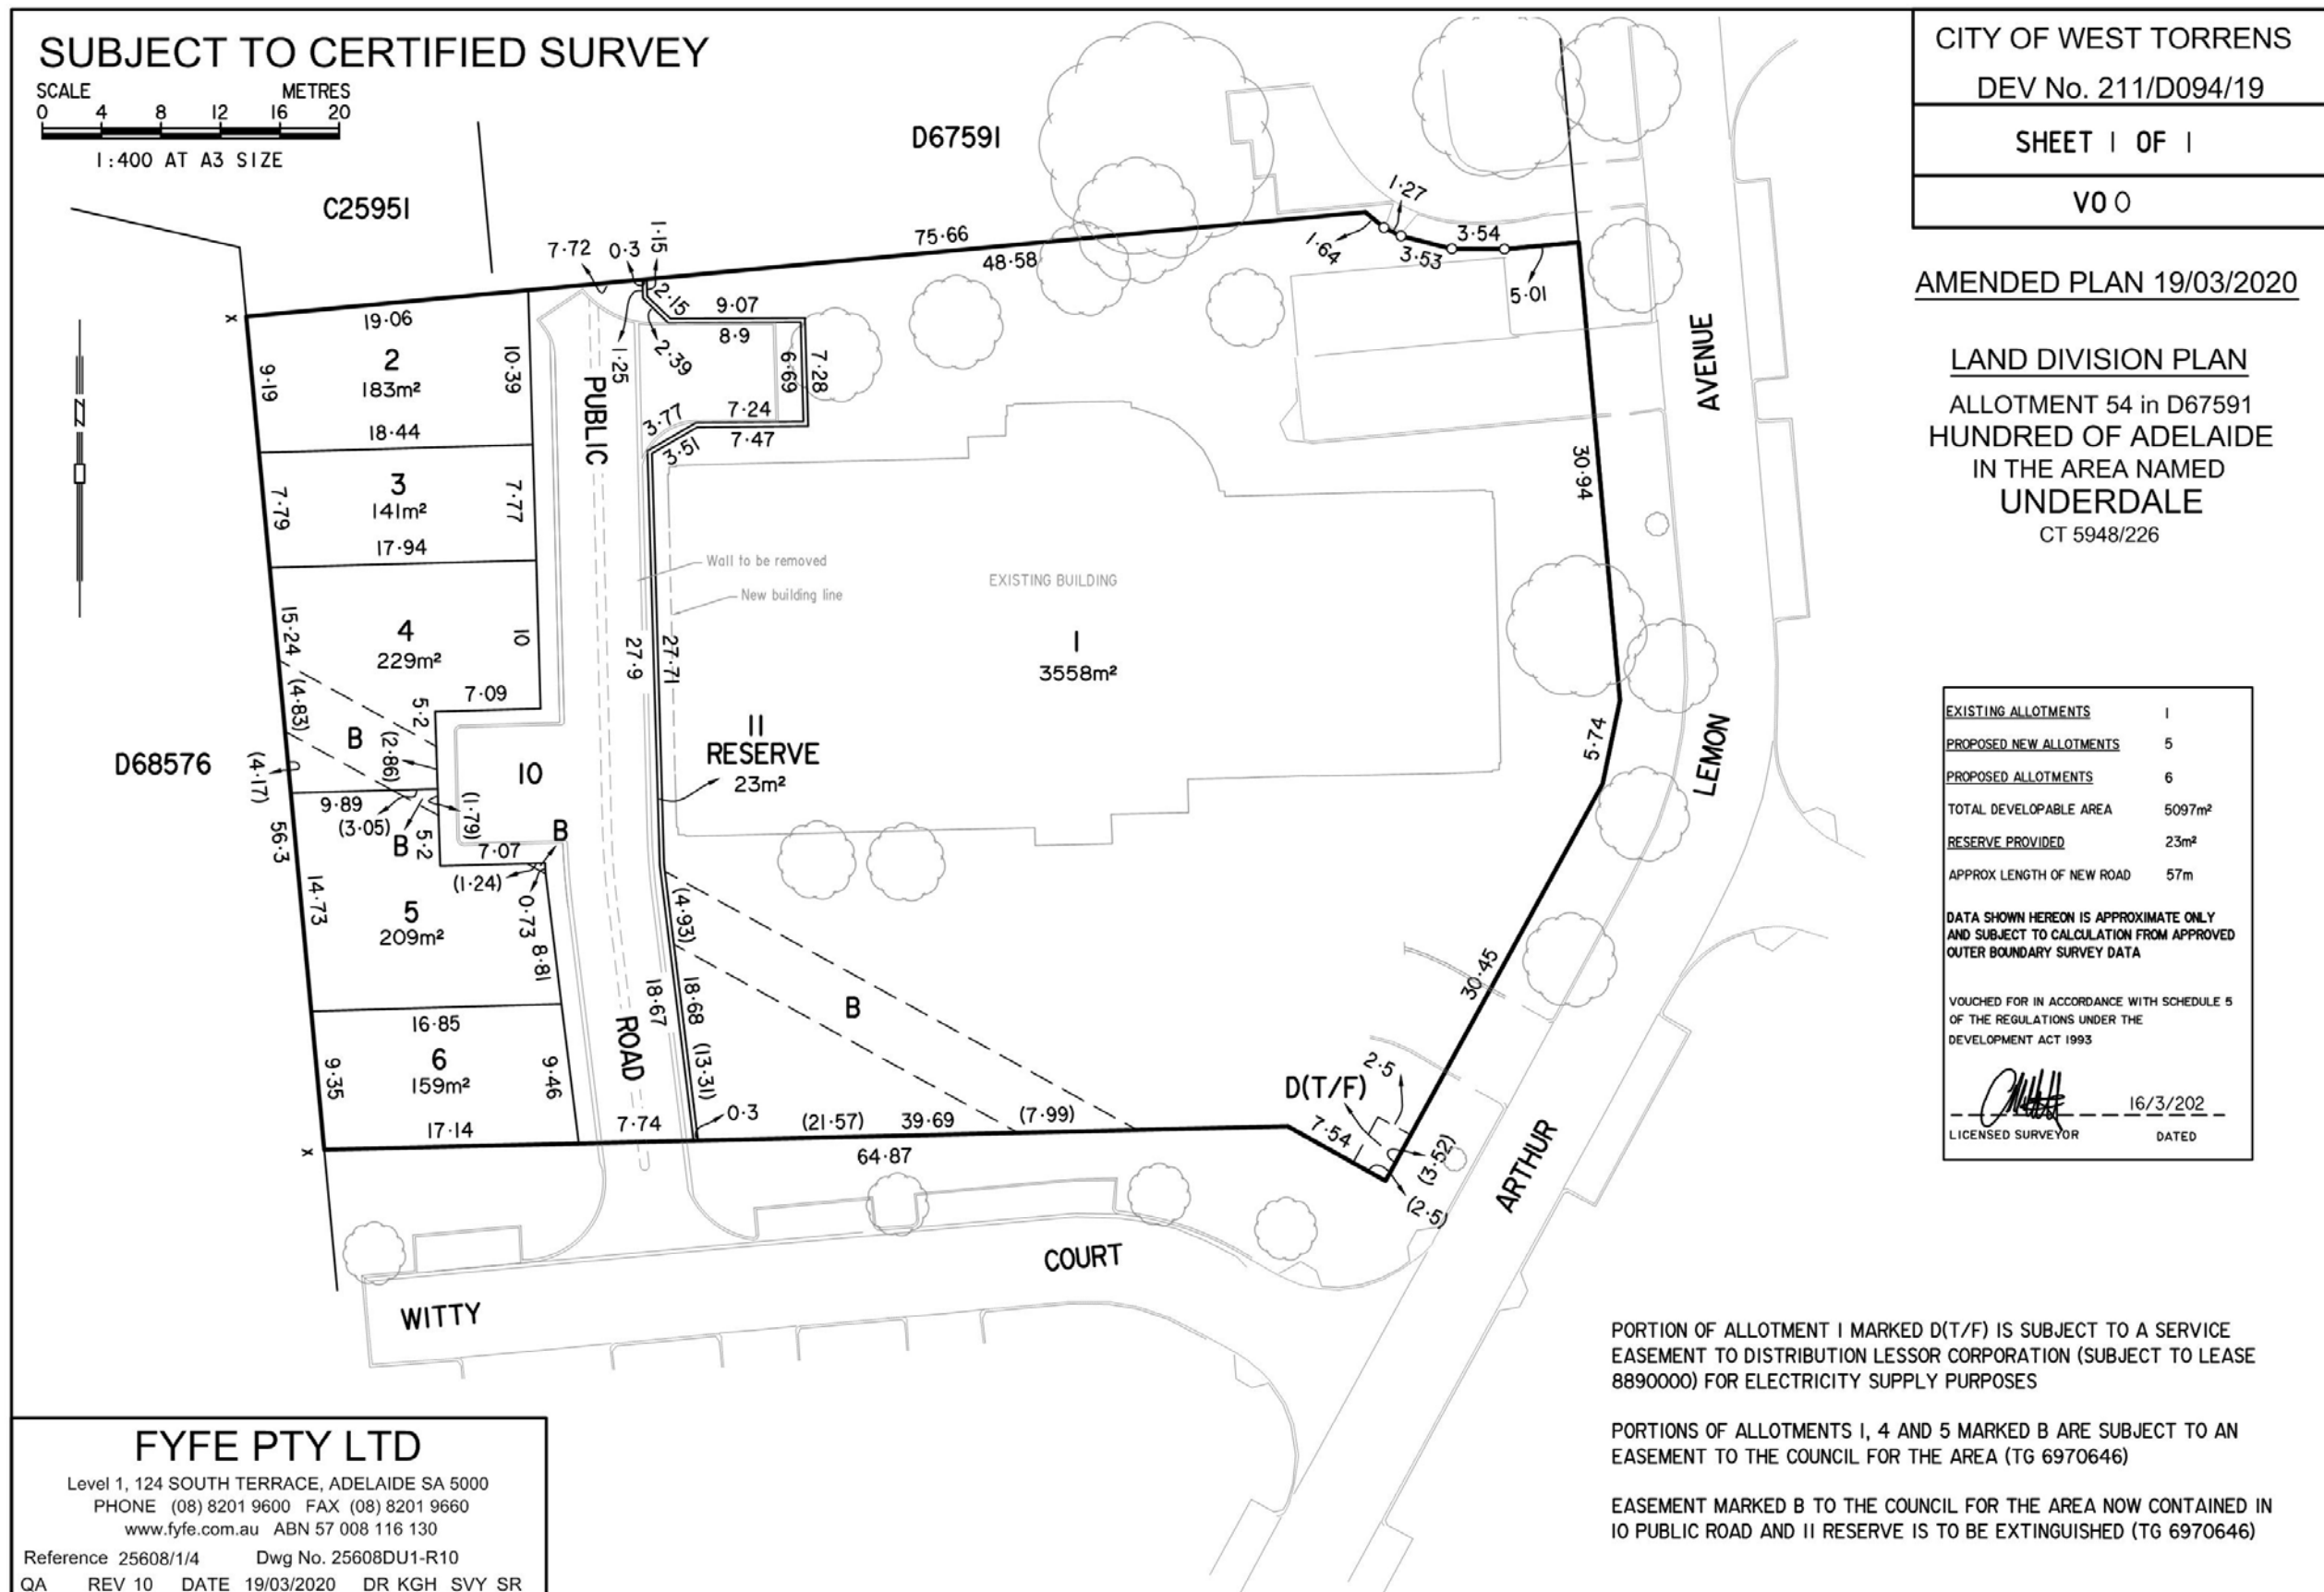 SUBJECT TO CERTIFIED SURVEY
SCALE METRES
0 4 8 12 16 20
1:400 AT A3 SIZE
CITY OF WEST TORRENS
DEV No. 211/D094/19
SHEET 1 OF 1
V0 0
AMENDED PLAN 19/03/2020
LAND DIVISION PLAN
ALLOTMENT 54 in D67591
HUNDRED OF ADELAIDE
IN THE AREA NAMED
UNDERDALE
CT 5948/226
D67591
C25951
D68576
N
x
x
7·72
0·3
1·15
75·66
48·58
1·27
1·64
3·53
3·54
5·01
19·06
2
183m²
9·19
10·39
18·44
3
141m²
7·79
7·77
17·94
4
229m²
15·24
10
7·09
5·2
(4·83)
B
(2·86)
(4·17)
10
9·89
(3·05)
B
5·2
(1·79)
7·07
B
(1·24)
0·73
56·3
14·73
5
209m²
8·81
16·85
6
159m²
9·35
9·46
17·14
7·74
PUBLIC
ROAD
2·15
9·07
8·9
1·25
2·39
6·69
7·28
3·77
7·24
3·51
7·47
Wall to be removed
New building line
EXISTING BUILDING
1
3558m²
27·9
27·71
11
RESERVE
23m²
(4·93)
18·67
18·68
(13·31)
0·3
B
(21·57)
39·69
(7·99)
64·87
D(T/F)
2·5
7·54
(3·52)
(2·5)
30·94
5·74
30·45
AVENUE
LEMON
ARTHUR
COURT
WITTY
EXISTING ALLOTMENTS 1
PROPOSED NEW ALLOTMENTS 5
PROPOSED ALLOTMENTS 6
TOTAL DEVELOPABLE AREA 5097m²
RESERVE PROVIDED 23m²
APPROX LENGTH OF NEW ROAD 57m
DATA SHOWN HEREON IS APPROXIMATE ONLY
AND SUBJECT TO CALCULATION FROM APPROVED
OUTER BOUNDARY SURVEY DATA
VOUCHED FOR IN ACCORDANCE WITH SCHEDULE 5
OF THE REGULATIONS UNDER THE
DEVELOPMENT ACT 1993
16/3/202
LICENSED SURVEYOR DATED
PORTION OF ALLOTMENT 1 MARKED D(T/F) IS SUBJECT TO A SERVICE
EASEMENT TO DISTRIBUTION LESSOR CORPORATION (SUBJECT TO LEASE
8890000) FOR ELECTRICITY SUPPLY PURPOSES
PORTIONS OF ALLOTMENTS 1, 4 AND 5 MARKED B ARE SUBJECT TO AN
EASEMENT TO THE COUNCIL FOR THE AREA (TG 6970646)
EASEMENT MARKED B TO THE COUNCIL FOR THE AREA NOW CONTAINED IN
10 PUBLIC ROAD AND 11 RESERVE IS TO BE EXTINGUISHED (TG 6970646)
FYFE PTY LTD
Level 1, 124 SOUTH TERRACE, ADELAIDE SA 5000
PHONE (08) 8201 9600 FAX (08) 8201 9660
www.fyfe.com.au ABN 57 008 116 130
Reference 25608/1/4 Dwg No. 25608DU1-R10
QA REV 10 DATE 19/03/2020 DR KGH SVY SR